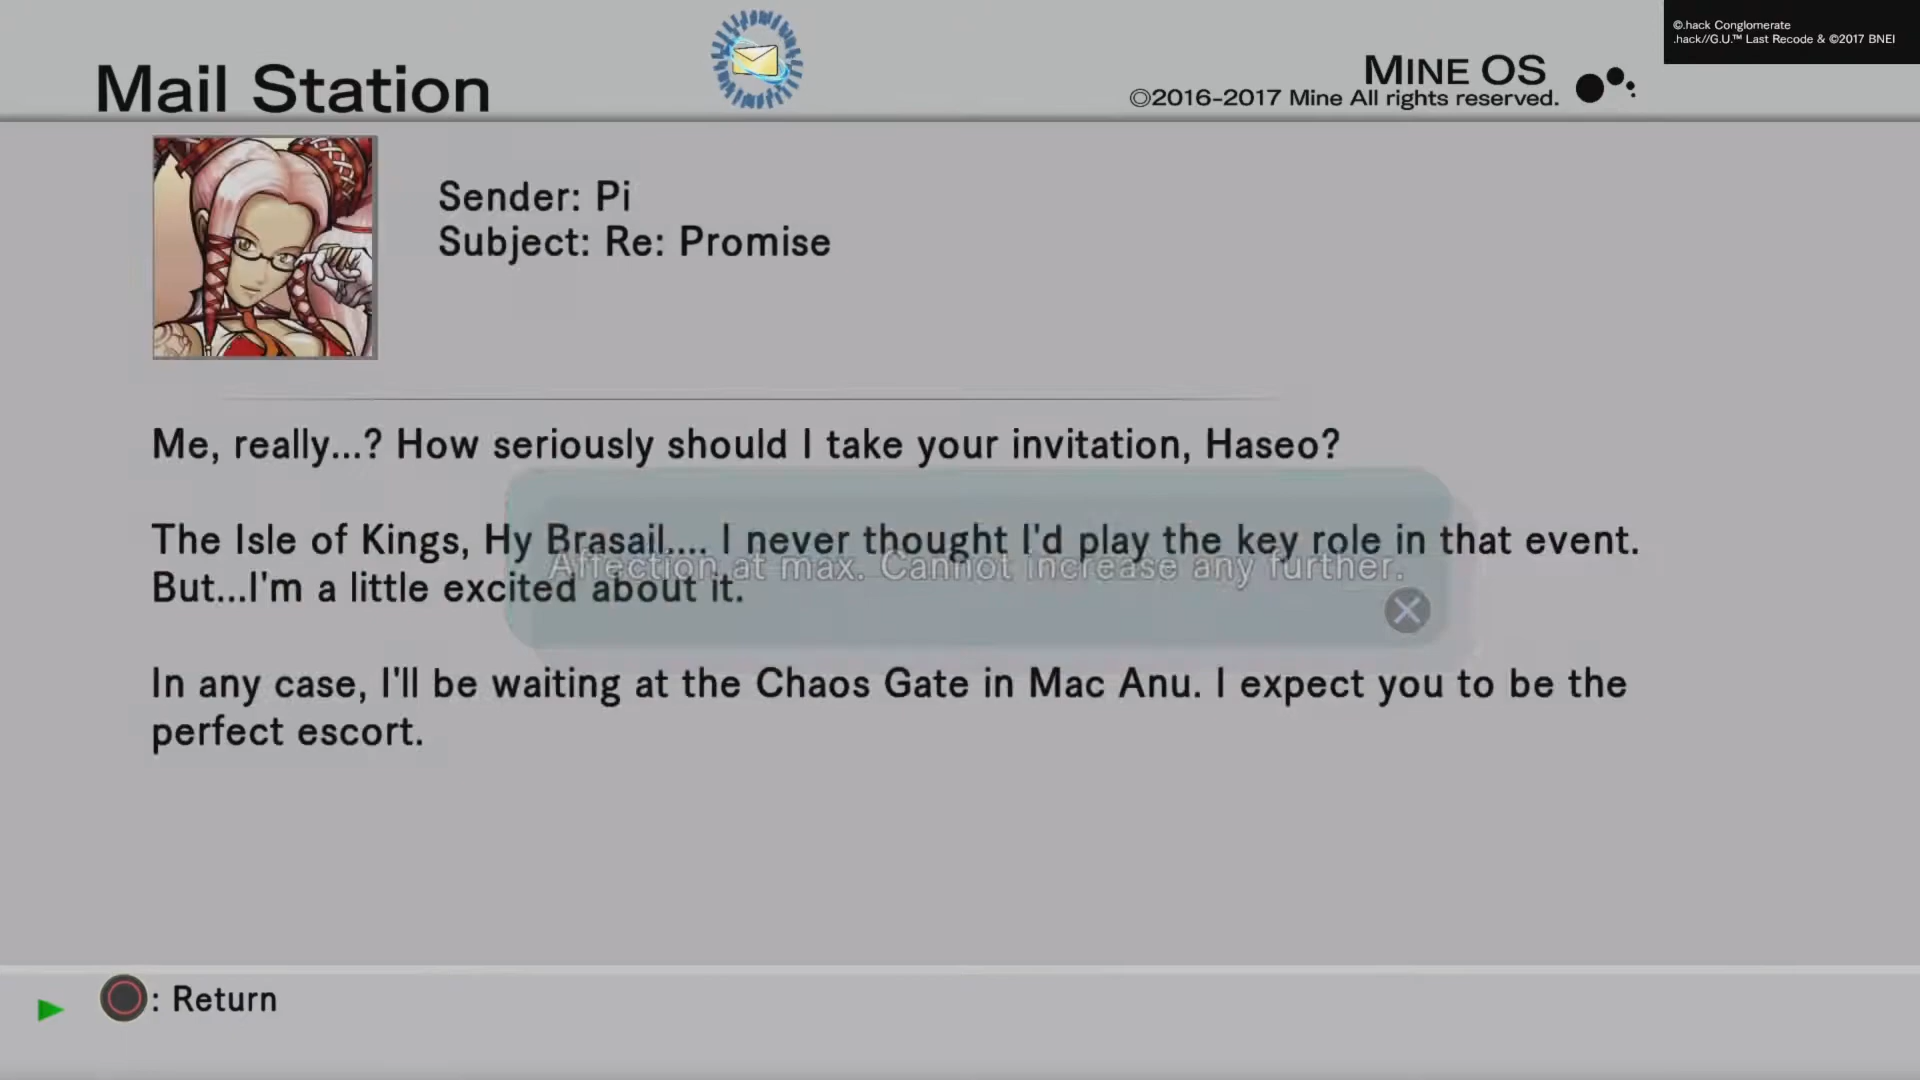 ©.hack Conglomerate
.hack//G.U.™ Last Recode & ©2017 BNEI
Mail Station
MINE OS
©2016-2017 Mine All rights reserved.
Sender: Pi
Subject: Re: Promise
Me, really...? How seriously should I take your invitation, Haseo?
The Isle of Kings, Hy Brasail.... I never thought I'd play the key role in that event.
Affection at max. Cannot increase any further.
But...I'm a little excited about it.
In any case, I'll be waiting at the Chaos Gate in Mac Anu. I expect you to be the
perfect escort.
: Return